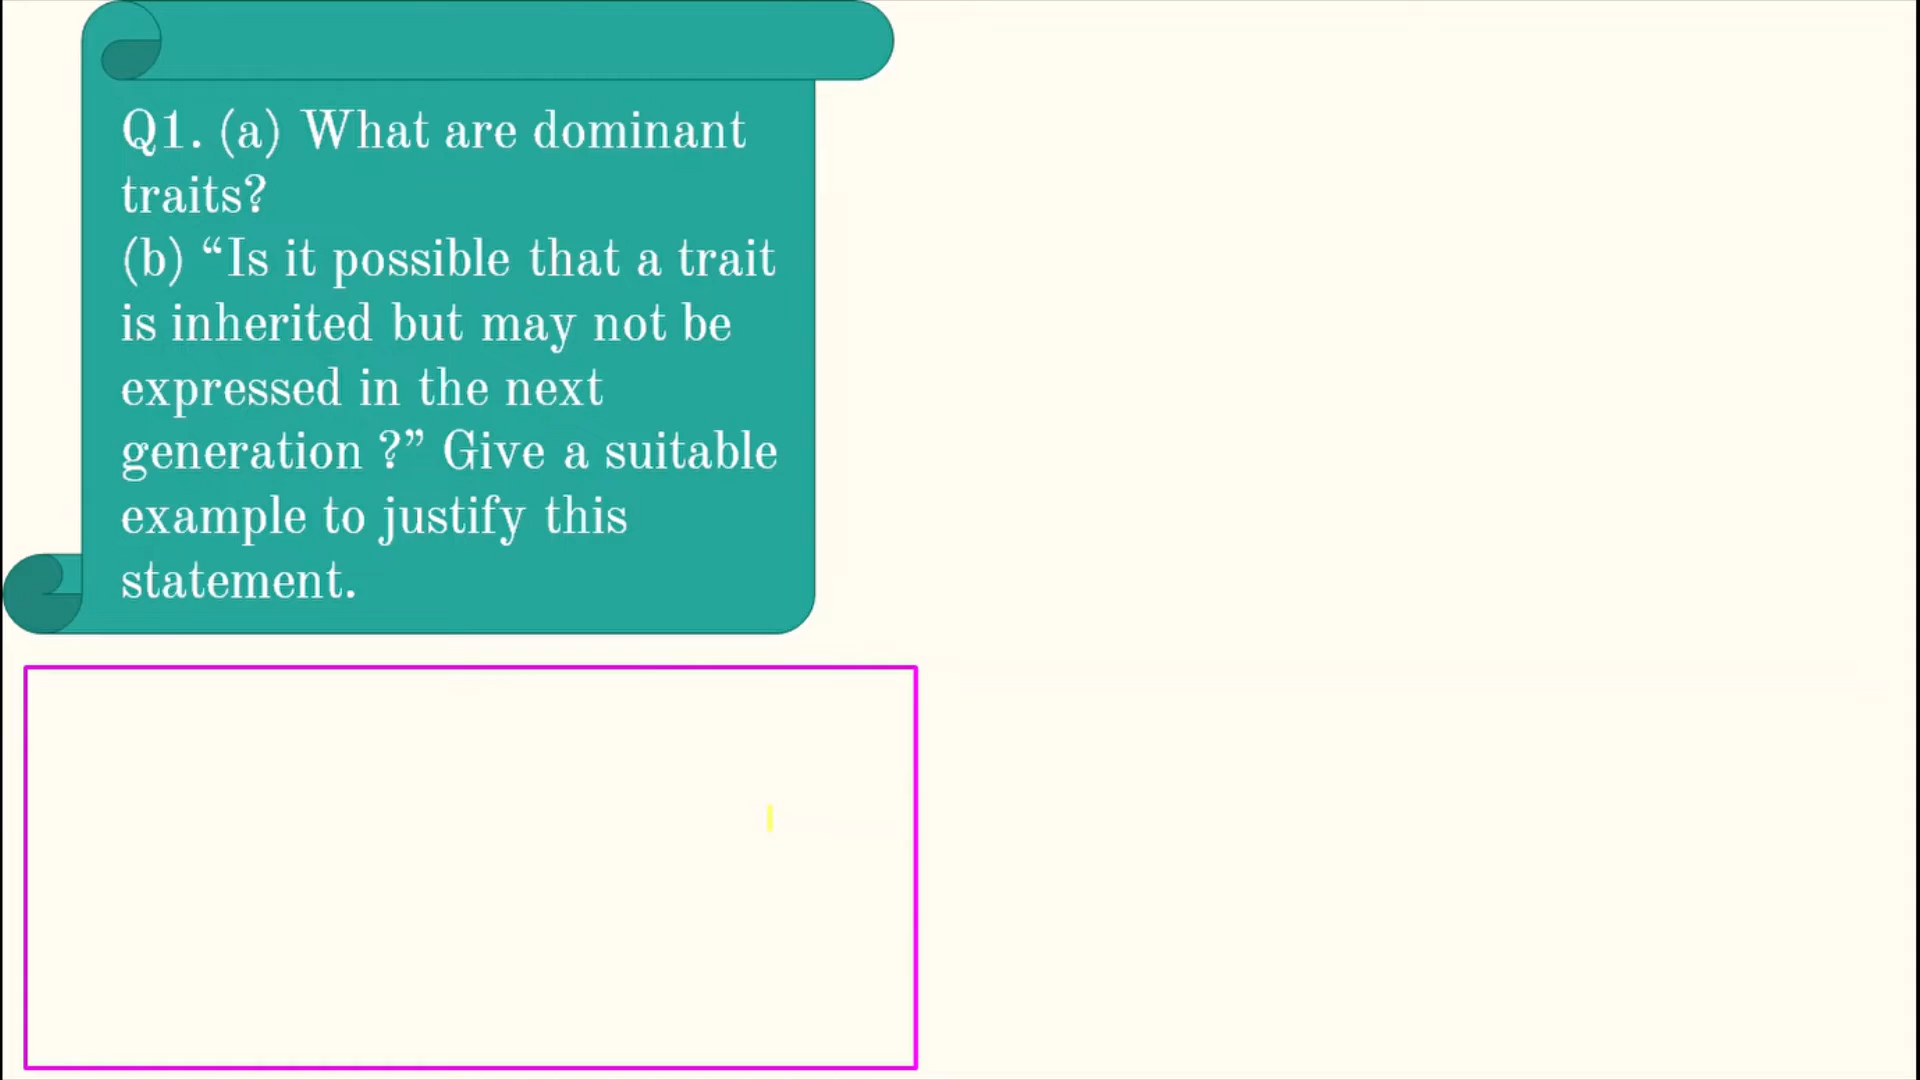 Q1. (a) What are dominant
traits?
(b) “Is it possible that a trait
is inherited but may not be
expressed in the next
generation ?” Give a suitable
example to justify this
statement.